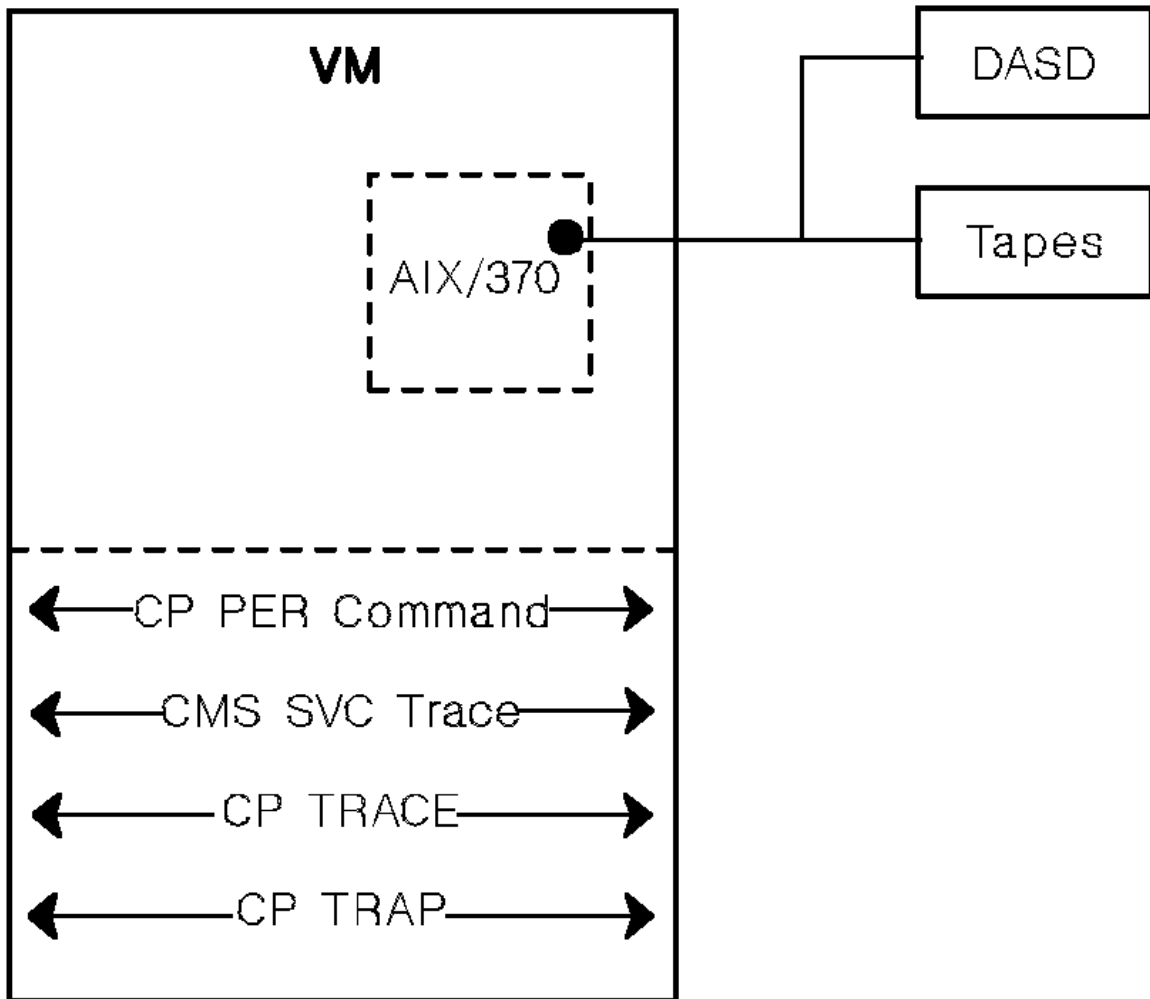 VM
DASD
Tapes
AIX/370
CP PER Command
CMS SVC Trace
CP TRACE
CP TRAP